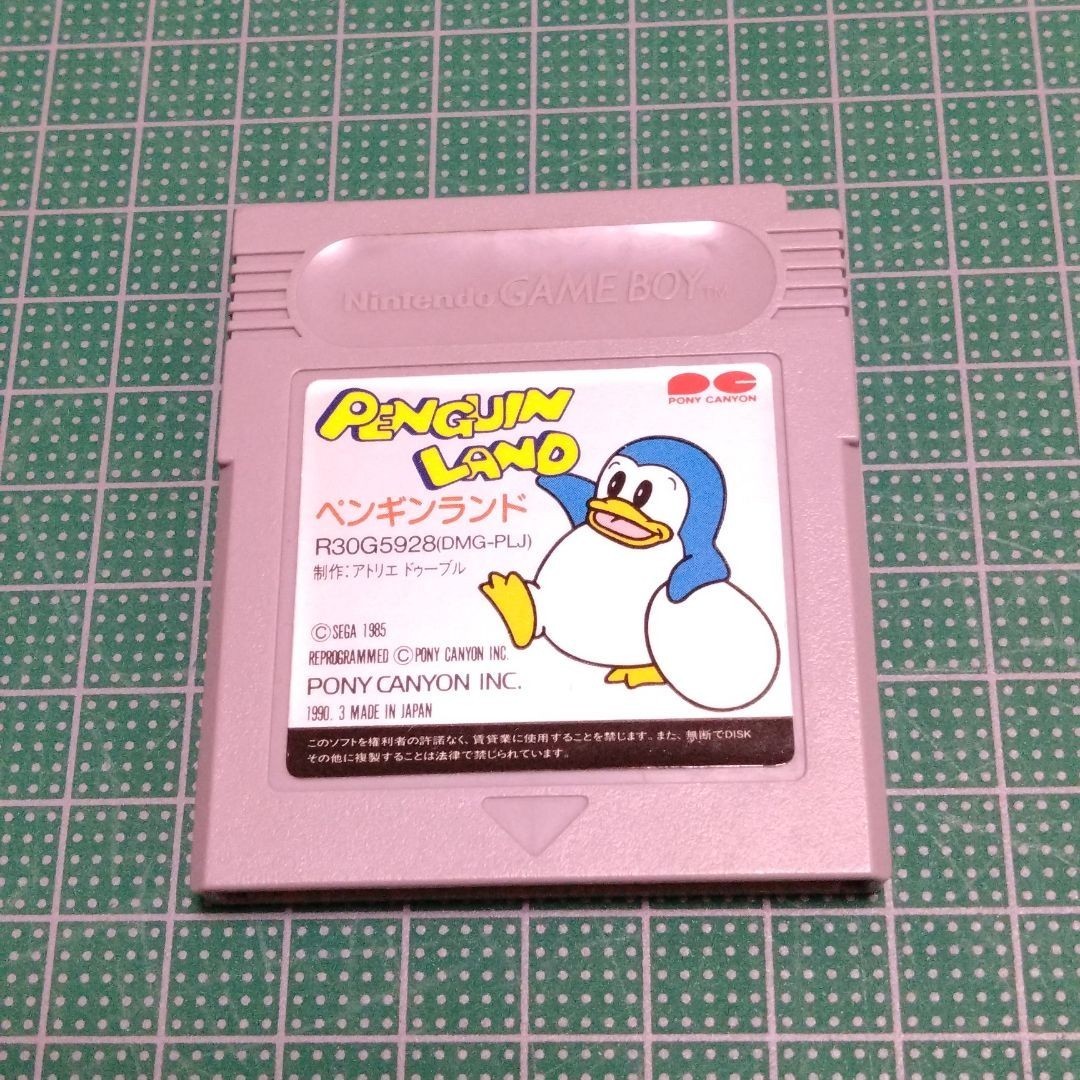 Nintendo GAME BOY TM
PENGUIN
LAND
PONY CANYON
ペンギンランド
R30G5928(DMG-PLJ)
制作:アトリエ ドゥーブル
©SEGA 1985
REPROGRAMMED ©PONY CANYON INC.
PONY CANYON INC.
1990. 3 MADE IN JAPAN
このソフトを権利者の許諾なく、賃貸業に使用することを禁じます。また、無断でDISK
その他に複製することは法律で禁じられています。